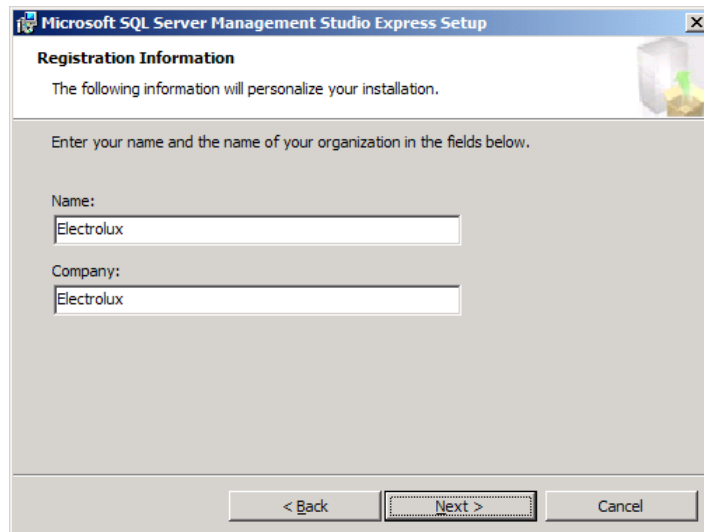 Microsoft SQL Server Management Studio Express Setup
Registration Information
The following information will personalize your installation.
Enter your name and the name of your organization in the fields below.
Name:
Electrolux
Company:
Electrolux
< Back
Next >
Cancel